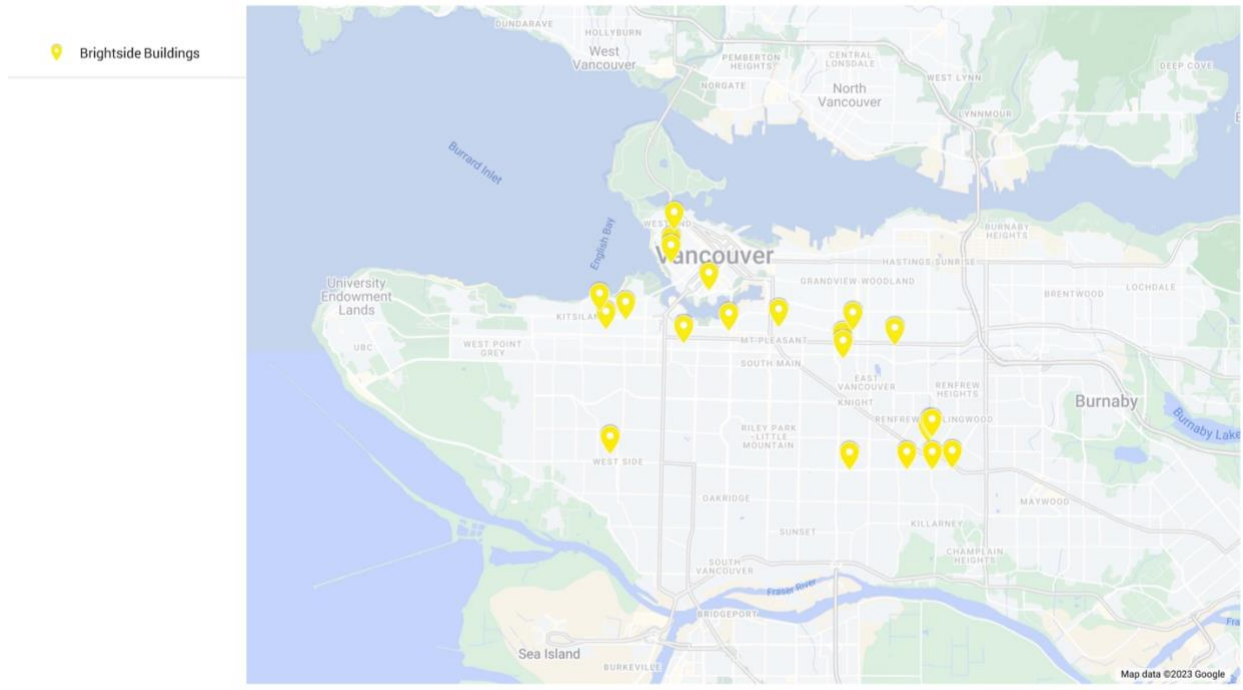 Brightside Buildings
DUNDARAVE
HOLLYBURN
West
Vancouver
PEMBERTON
HEIGHTS
CENTRAL
LONSDALE
NORGATE
WEST LYNN
DEEP COVE
North
Vancouver
LYNNMOUR
Burrard Inlet
English Bay
Vancouver
BURNABY
HEIGHTS
HASTINGS-SUNRISE
University
Endowment
Lands
GRANDVIEW-WOODLAND
BRENTWOOD
LOCHDALE
UBC
WEST POINT
GREY
MT PLEASANT
SOUTH MAIN
EAST
VANCOUVER
RENFREW
HEIGHTS
KNIGHT
Burnaby
Burnaby Lake
RILEY PARK
- LITTLE
MOUNTAIN
WEST SIDE
OAKRIDGE
MAYWOOD
SUNSET
KILLARNEY
CHAMPLAIN
HEIGHTS
SOUTH
VANCOUVER
Fraser River
BRIDGEPORT
Fra
Sea Island
BURKEVILLE
Map data ©2023 Google